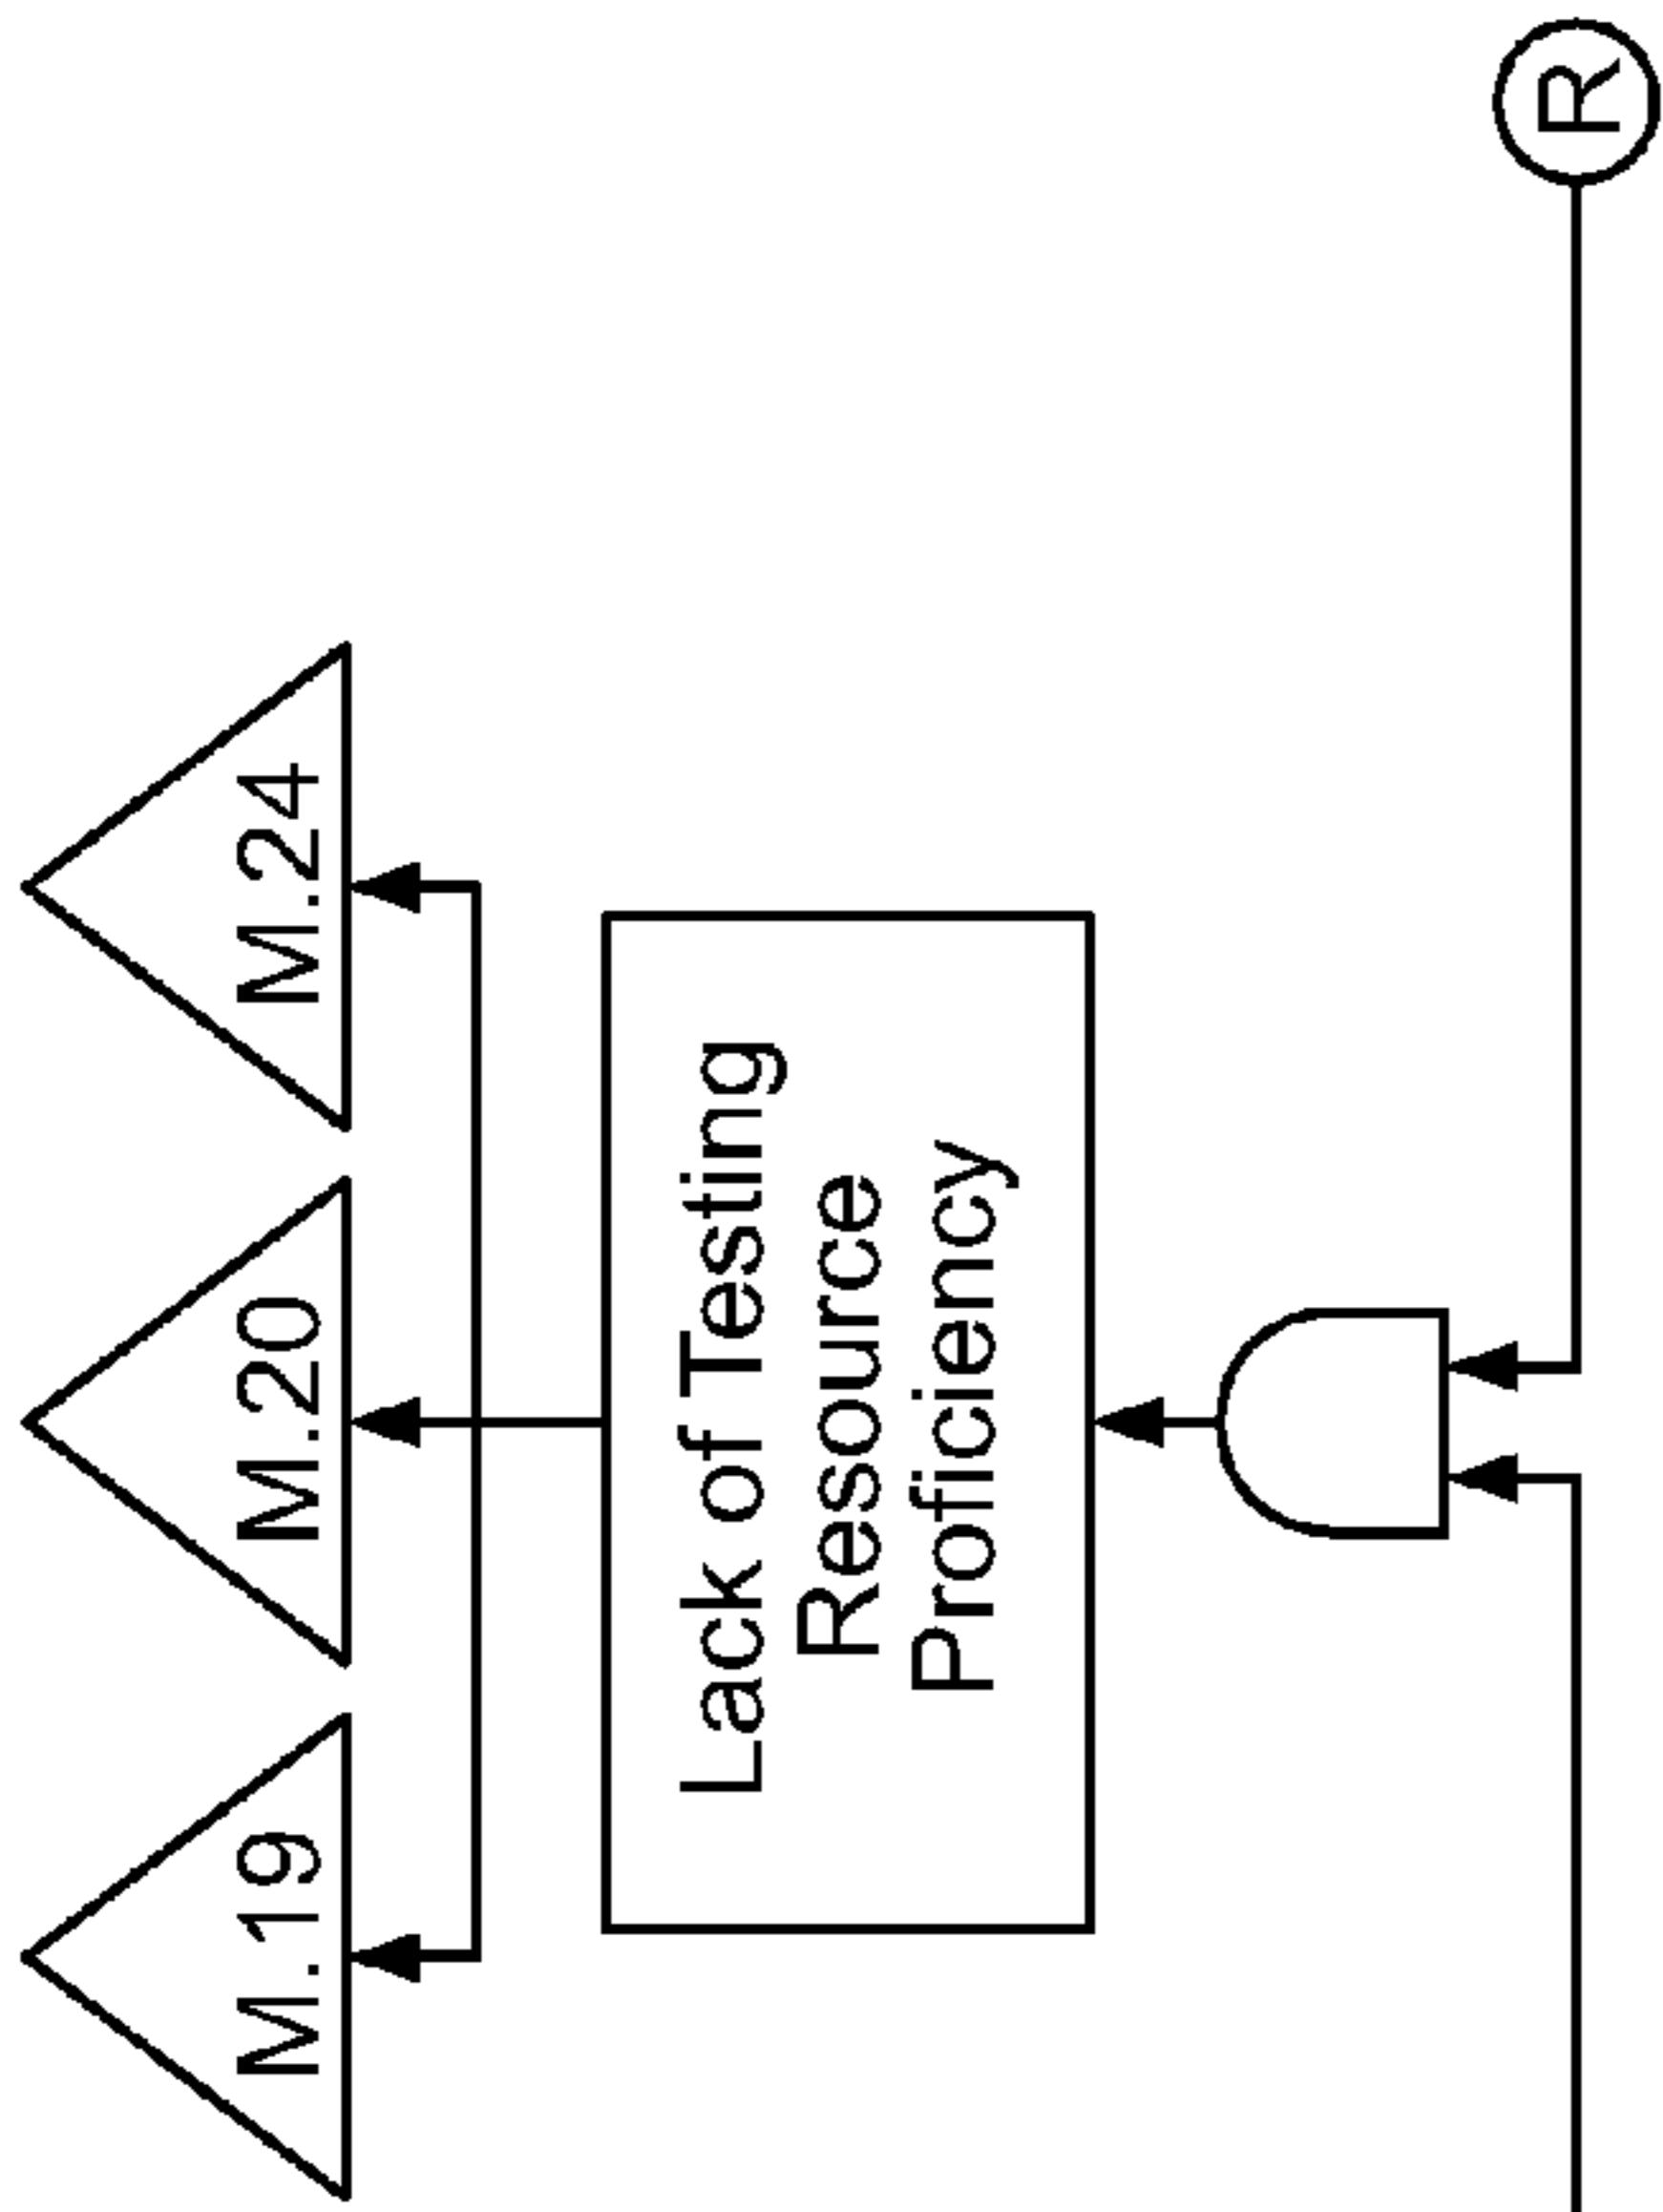 M.19
M.20
M.24
Lack of Testing
Resource
Proficiency
R